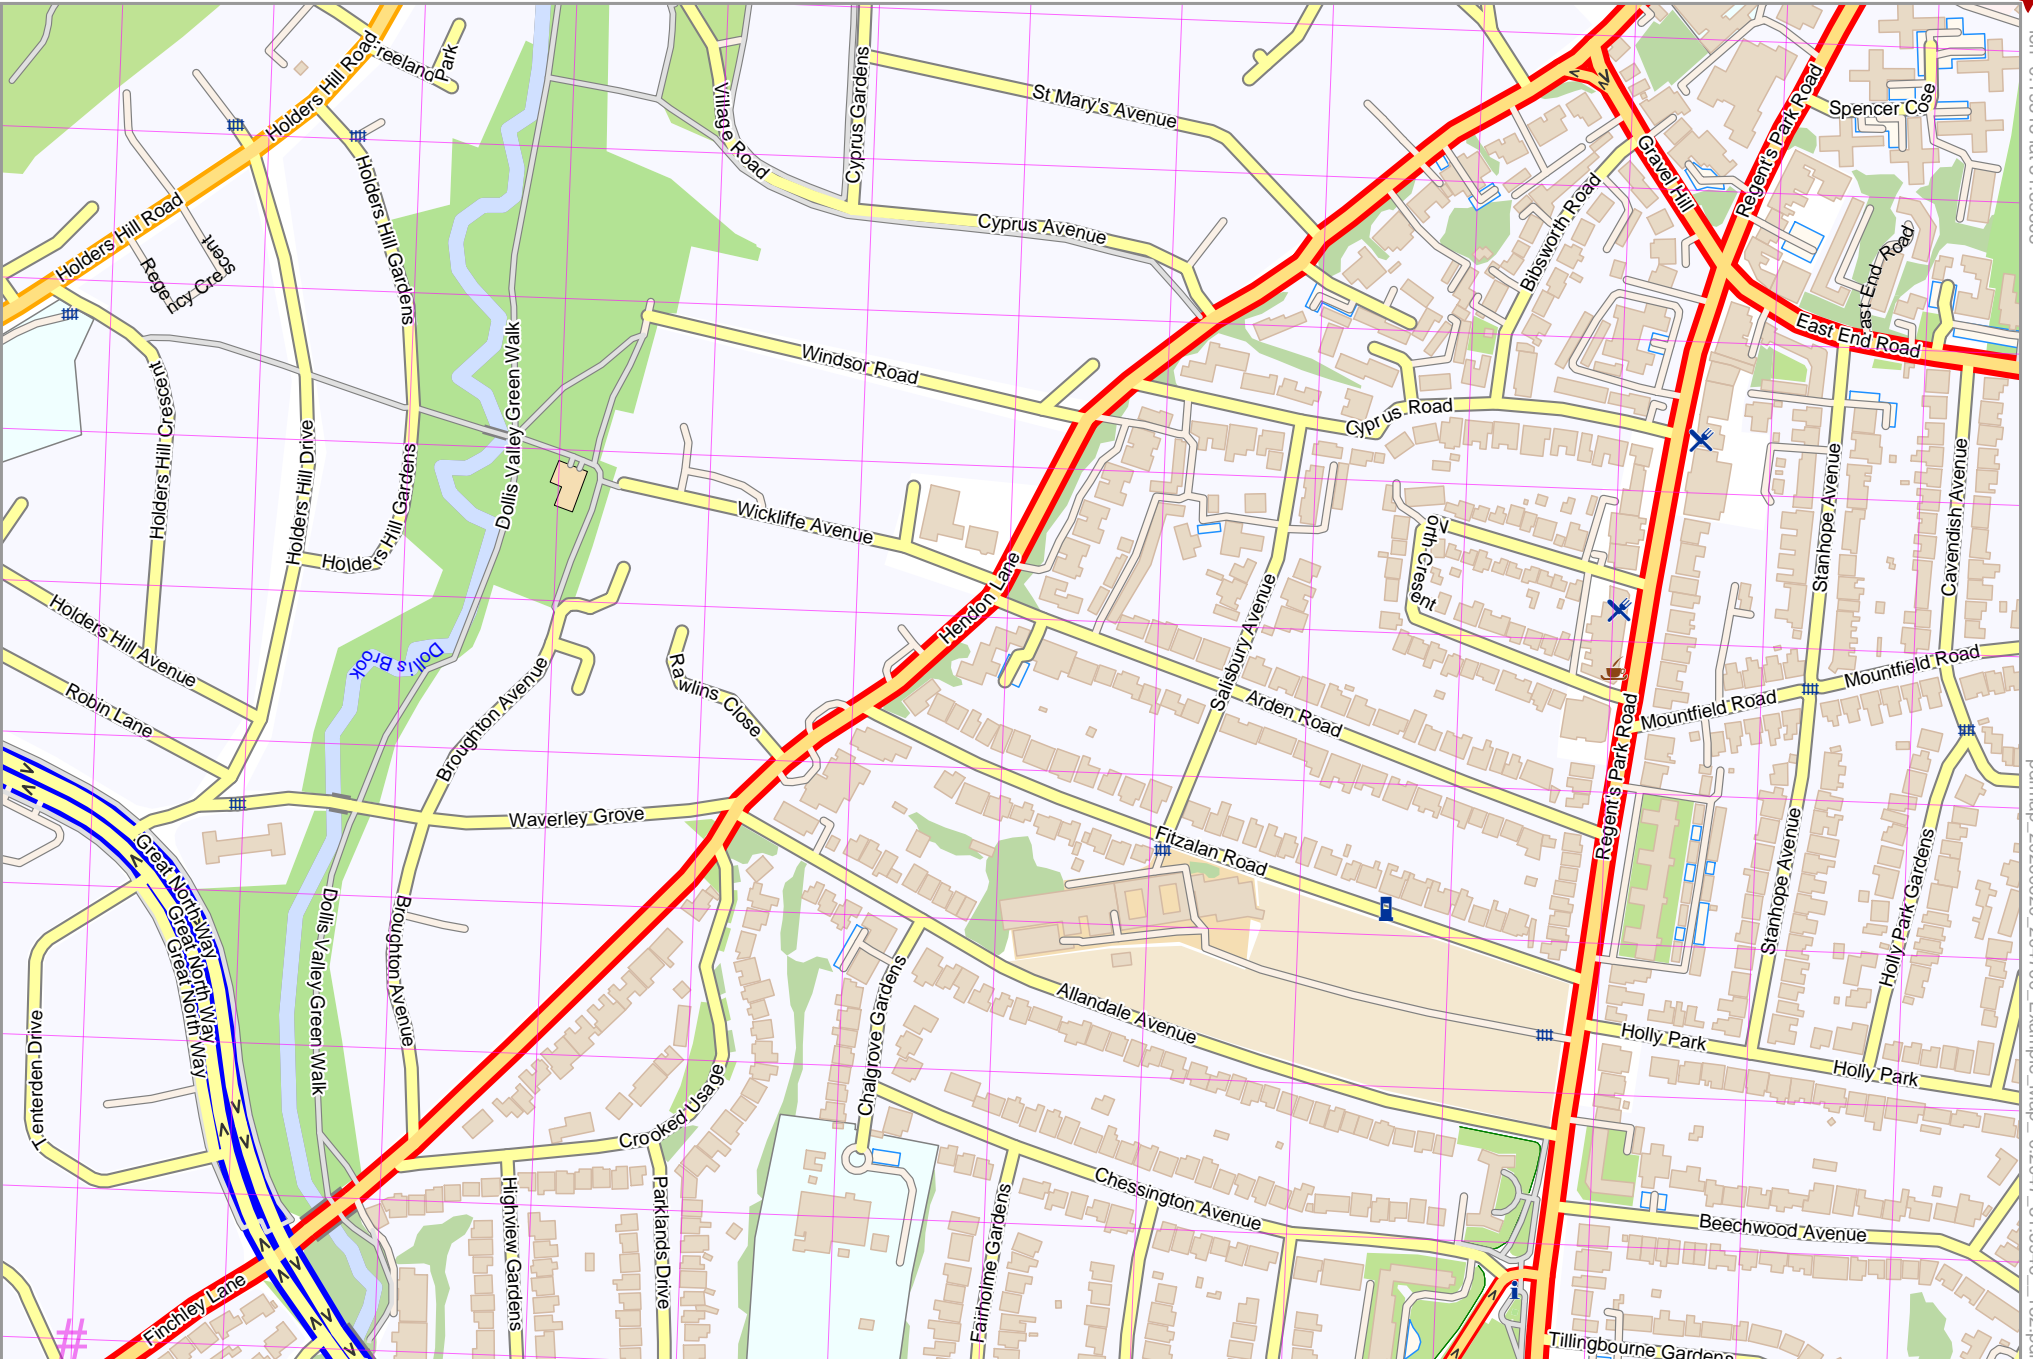 Freeland
Park
Holders Hill Road
Village Road
Cyprus Gardens
St Mary's Avenue
Spencer Cose
Regent's Park Road
Gravel Hill
Holders Hill Gardens
Holders Hill Road
Regency Crescent
Cyprus Avenue
Bibsworth Road
East End Road
East End Road
Dollis Valley Green Walk
Windsor Road
Cyprus Road
Holders Hill Crescent
Holders Hill Drive
Holders Hill Gardens
Holders
Wickliffe Avenue
North Crescent
Stanhope Avenue
Cavendish Avenue
Hendon Lane
Holders Hill Avenue
Robin Lane
Dollis Brook
Broughton Avenue
Rawlins Close
Salisbury Avenue
Arden Road
Mountfield Road
Mountfield Road
Regent's Park Road
Waverley Grove
Fitzalan Road
Great North Way
Great North Way
Great North Way
Dollis Valley Green Walk
Broughton Avenue
Stanhope Avenue
Holly Park Gardens
Tenterden Drive
Allandale Avenue
Chalgrove Gardens
Holly Park
Holly Park
Crooked Usage
Highview Gardens
Parklands Drive
Fairholme Gardens
Chessington Avenue
Beechwood Avenue
Finchley Lane
Tillingbourne Gardens